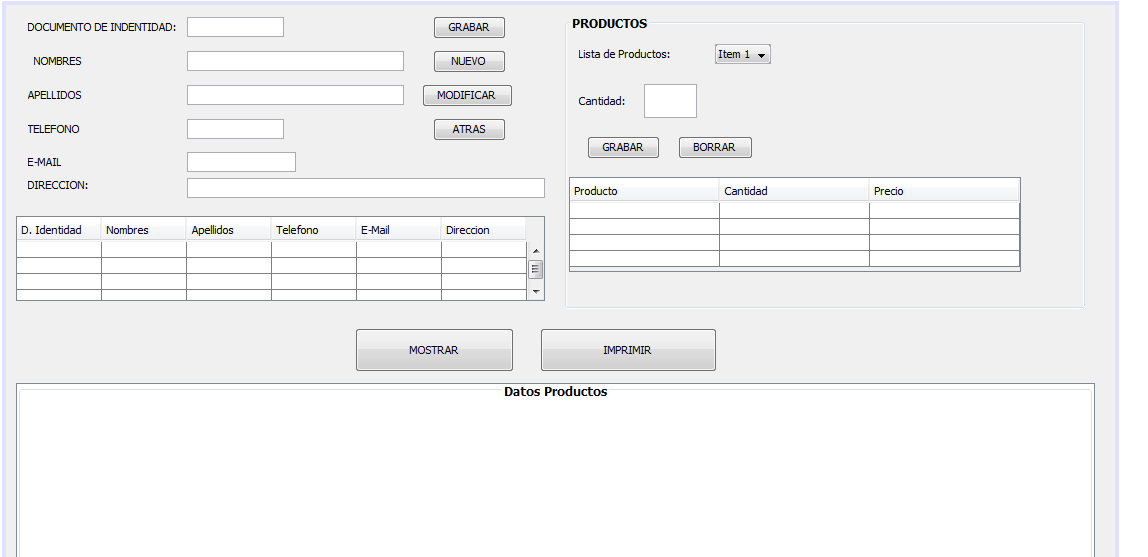 DOCUMENTO DE INDENTIDAD:
GRABAR
NOMBRES
NUEVO
APELLIDOS
MODIFICAR
TELEFONO
ATRAS
E-MAIL
DIRECCION:
D. Identidad Nombres Apellidos Telefono E-Mail Direccion
PRODUCTOS
Lista de Productos: Item 1
Cantidad:
GRABAR BORRAR
Producto Cantidad Precio
MOSTRAR IMPRIMIR
Datos Productos